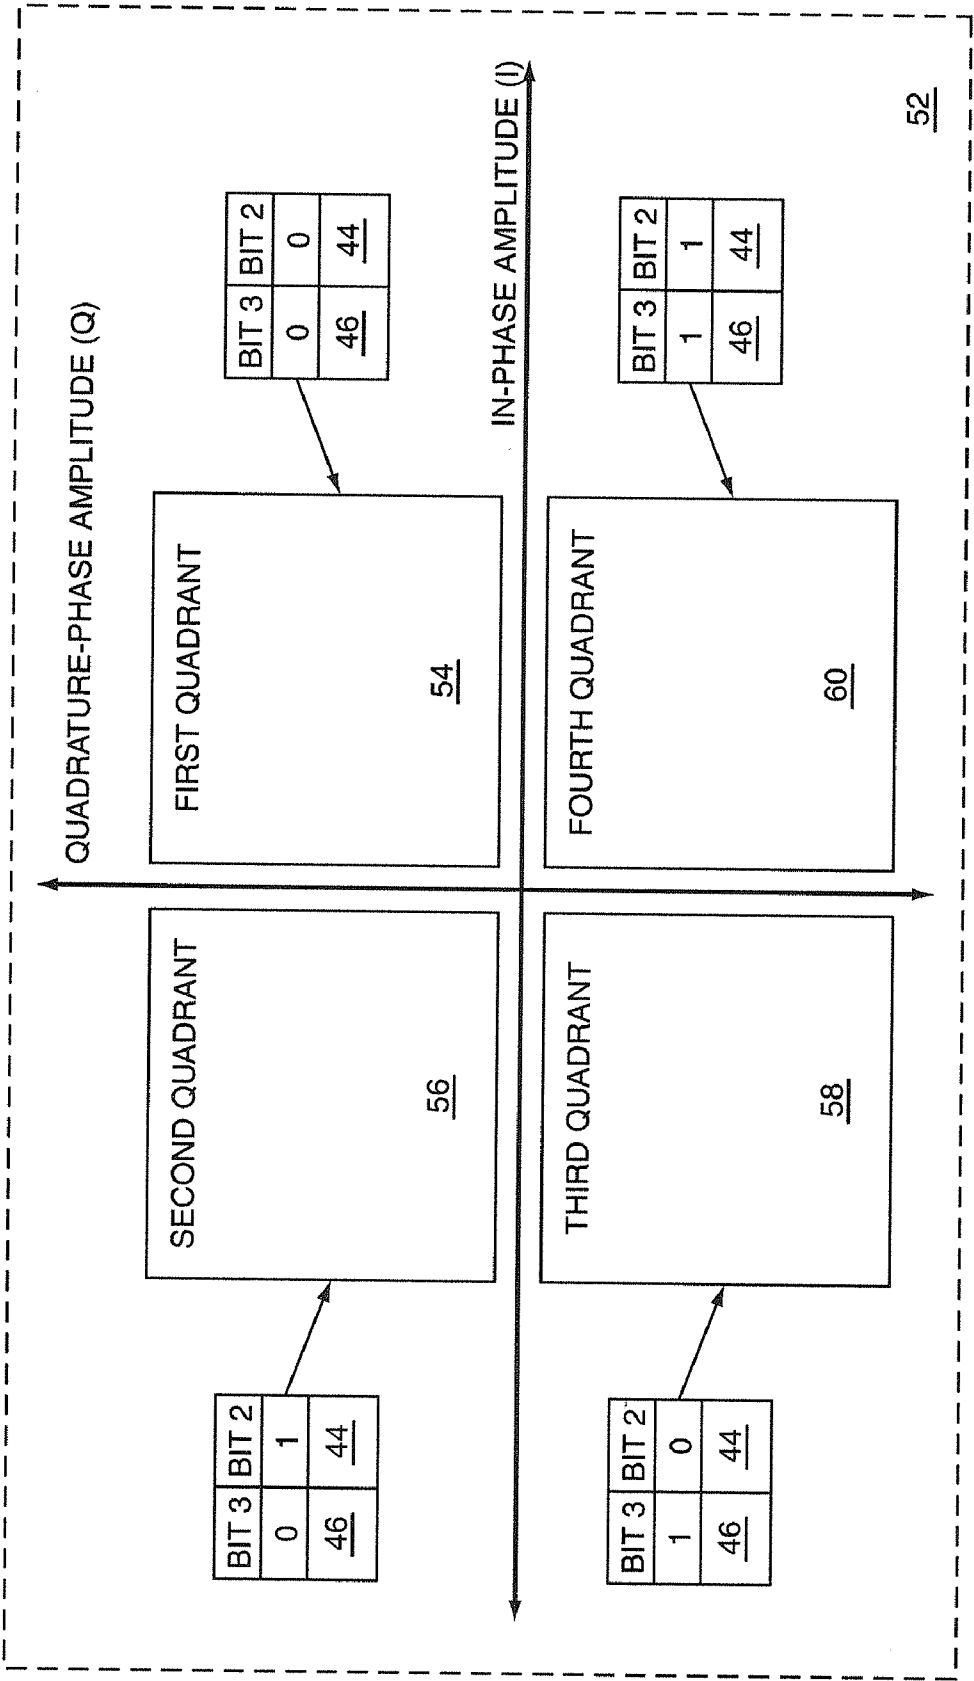 QUADRATURE-PHASE AMPLITUDE (Q)
BIT 3 BIT 2
0 1
46 44
SECOND QUADRANT
56
FIRST QUADRANT
54
BIT 3 BIT 2
0 0
46 44
IN-PHASE AMPLITUDE (I)
BIT 3 BIT 2
1 0
46 44
THIRD QUADRANT
58
FOURTH QUADRANT
60
BIT 3 BIT 2
1 1
46 44
52